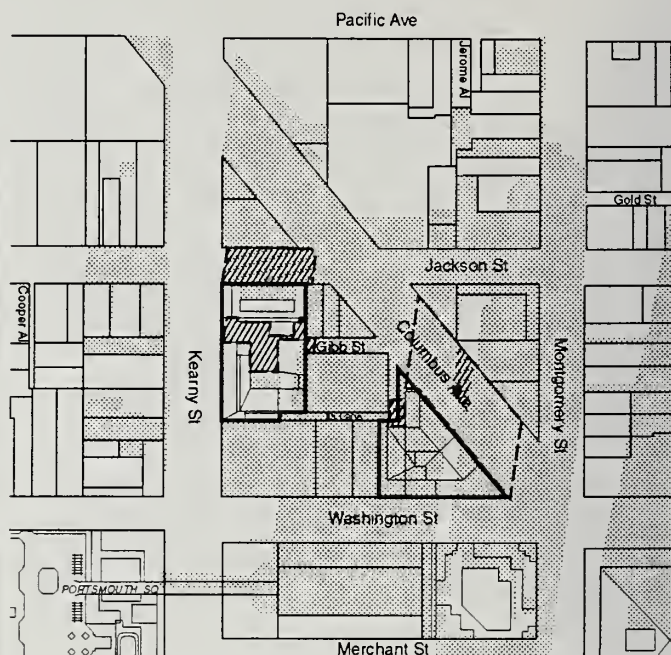 Pacific Ave
Jerome Al
Gold St
Jackson St
Cooper Al
Kearny St
Gibb St
Columbus Ave
Montgomery St
Washington St
PORTSMOUTH SQ
Merchant St